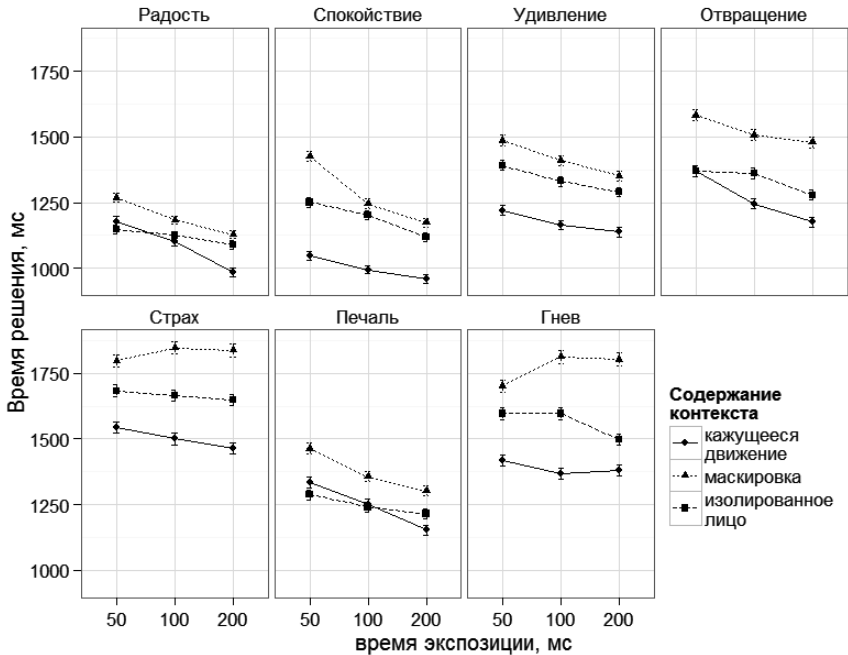 Радость
Спокойствие
Удивление
Отвращение
1750
1500
1250
1000
Время решения, мс
Страх
Печаль
Гнев
1750
1500
1250
1000
50 100 200
50 100 200
50 100 200
время экспозиции, мс
Содержание
контекста
кажущееся
движение
маскировка
изолированное
лицо